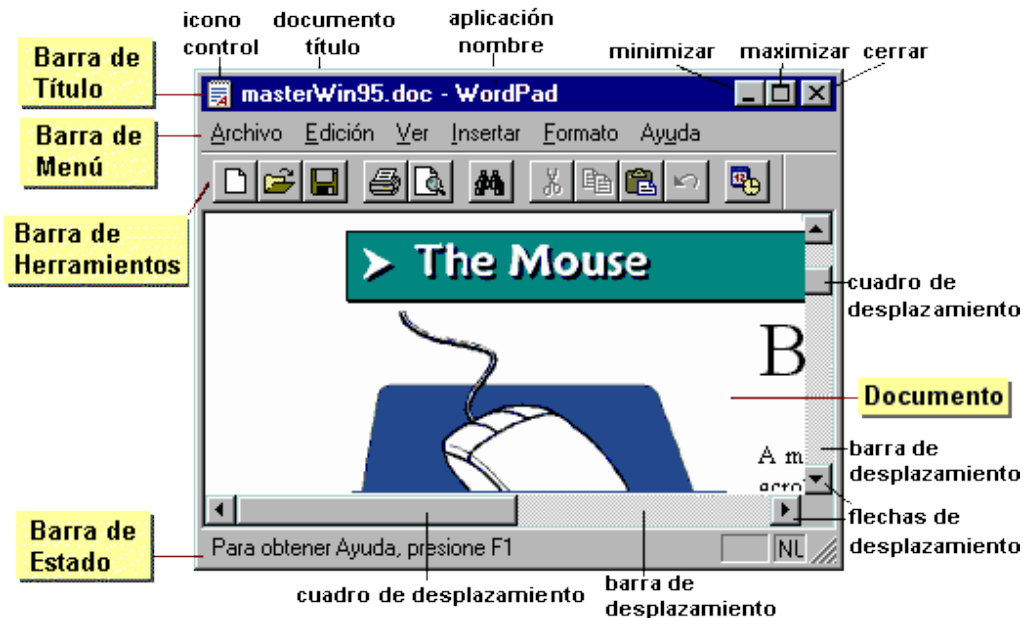 icono
control
documento
título
aplicación
nombre
minimizar
maximizar
cerrar
Barra de
Título
masterWin95.doc - WordPad
Barra de
Menú
Archivo Edición Ver Insertar Formato Ayuda
Barra de
Herramientos
The Mouse
B
cuadro de
desplazamiento
Documento
A m
acro
barra de
desplazamiento
flechas de
desplazamiento
Barra de
Estado
Para obtener Ayuda, presione F1
NU
cuadro de desplazamiento
barra de
desplazamiento